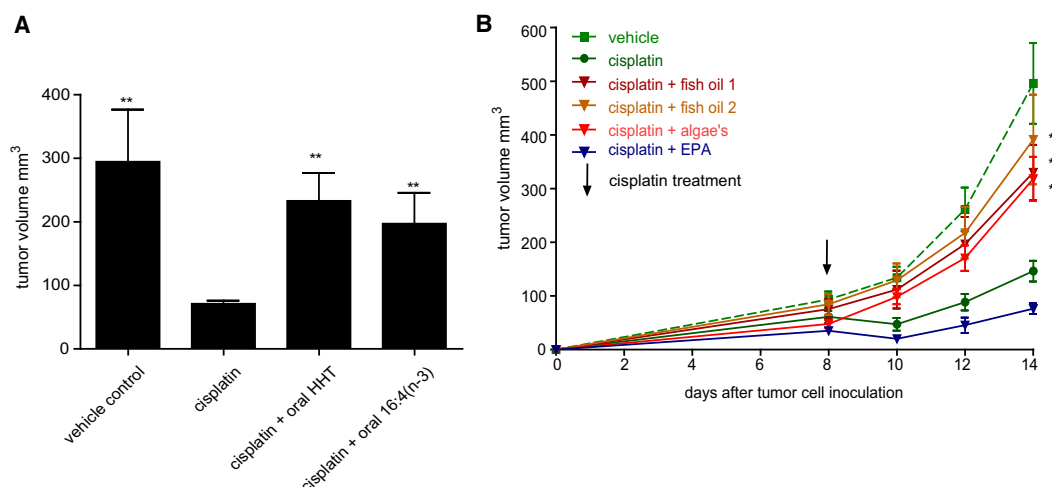 A
tumor volume mm3
400
300
200
100
0
**
**
**
vehicle control
cisplatin
cisplatin + oral HHT
cisplatin + oral 16:4(n-3)
B
tumor volume mm3
600
500
400
300
200
100
0
vehicle
cisplatin
cisplatin + fish oil 1
cisplatin + fish oil 2
cisplatin + algae's
cisplatin + EPA
cisplatin treatment
*
*
*
0 2 4 6 8 10 12 14
days after tumor cell inoculation